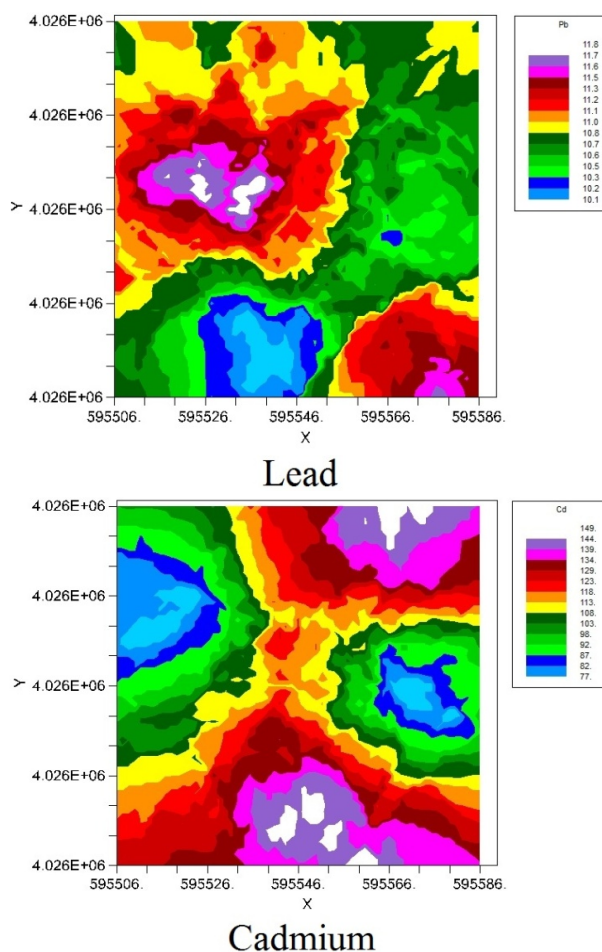 Pb
11.8
11.7
11.6
11.5
11.3
11.2
11.1
11.0
10.8
10.7
10.6
10.5
10.3
10.2
10.1
4.026E+06
4.026E+06
4.026E+06
4.026E+06
4.026E+06
Y
595506. 595526. 595546. 595566. 595586.
X
Lead
Cd
149.
144.
139.
134.
129.
123.
118.
113.
108.
103.
98.
92.
87.
82.
77.
4.026E+06
4.026E+06
4.026E+06
4.026E+06
4.026E+06
Y
595506. 595526. 595546. 595566. 595586.
X
Cadmium